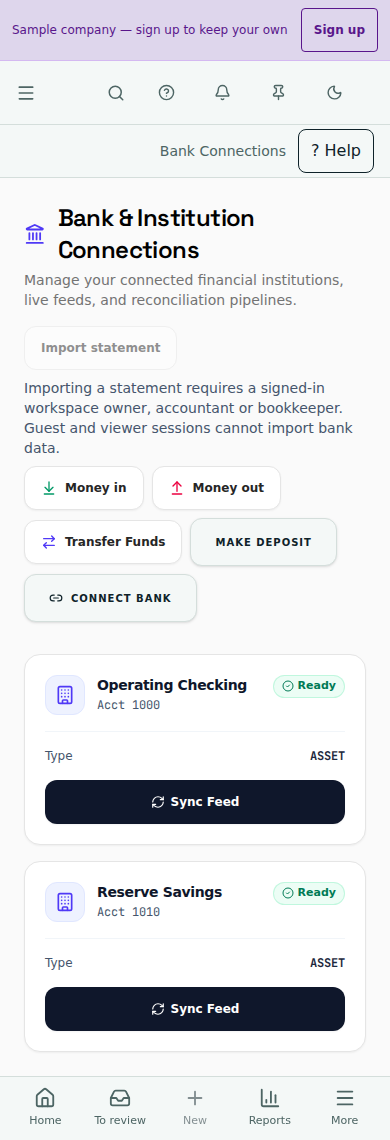 Sample company — sign up to keep your own
Sign up
Bank Connections
? Help
Bank & Institution
Connections
Manage your connected financial institutions,
live feeds, and reconciliation pipelines.
Import statement
Importing a statement requires a signed-in
workspace owner, accountant or bookkeeper.
Guest and viewer sessions cannot import bank
data.
Money in
Money out
Transfer Funds
MAKE DEPOSIT
CONNECT BANK
Operating Checking
Ready
Acct 1000
Type
ASSET
Sync Feed
Reserve Savings
Ready
Acct 1010
Type
ASSET
Sync Feed
Home
To review
New
Reports
More